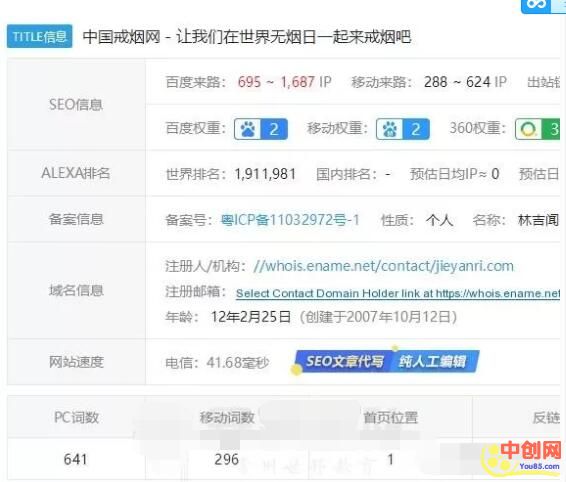 TITLE信息 中国戒烟网 - 让我们在世界无烟日一起来戒烟吧
SEO信息
百度来路： 695 ~ 1,687 IP 移动来路： 288 ~ 624 IP 出站链
百度权重： 2 移动权重： 2 360权重： 3
ALEXA排名 世界排名： 1,911,981 国内排名： - 预估日均IP≈ 0 预估日
备案信息 备案号： 粤ICP备11032972号-1 性质： 个人 名称： 林吉闻
域名信息
注册人/机构： //whois.ename.net/contact/jieyanri.com
注册邮箱： Select Contact Domain Holder link at https://whois.ename.net
年龄： 12年2月25日（创建于2007年10月12日）
网站速度 电信：41.68毫秒 SEO文章代写 纯人工编辑
PC词数 移动词数 首页位置 反链
641 296 1
中创网
You85.com